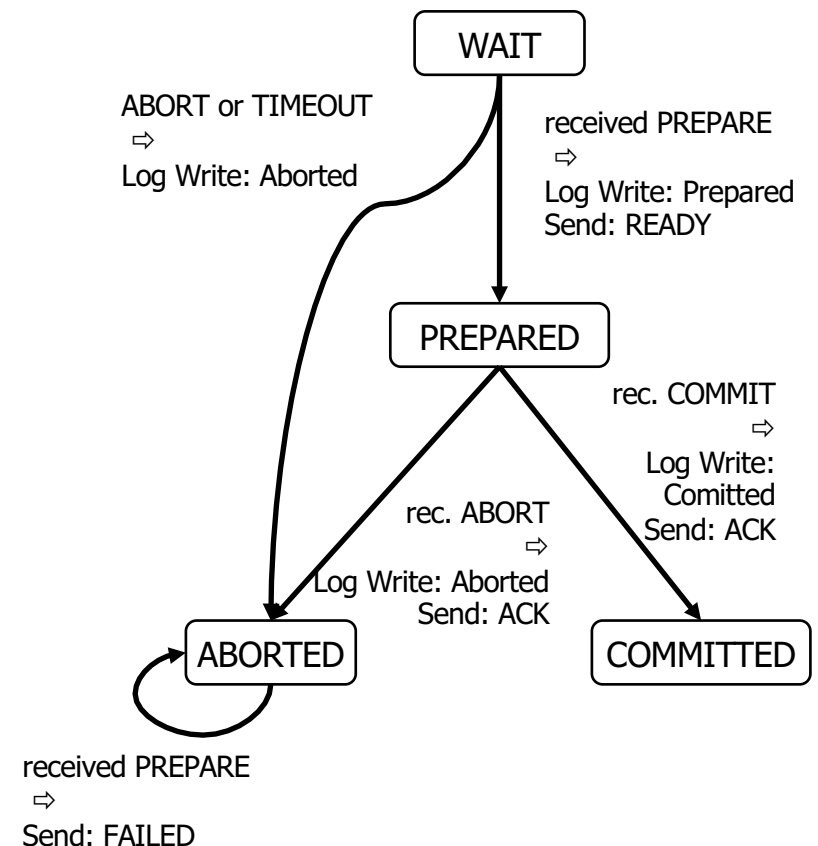 WAIT
ABORT or TIMEOUT
⇨
Log Write: Aborted
received PREPARE
⇨
Log Write: Prepared
Send: READY
PREPARED
rec. COMMIT
⇨
Log Write:
Comitted
Send: ACK
rec. ABORT
⇨
Log Write: Aborted
Send: ACK
ABORTED
COMMITTED
received PREPARE
⇨
Send: FAILED